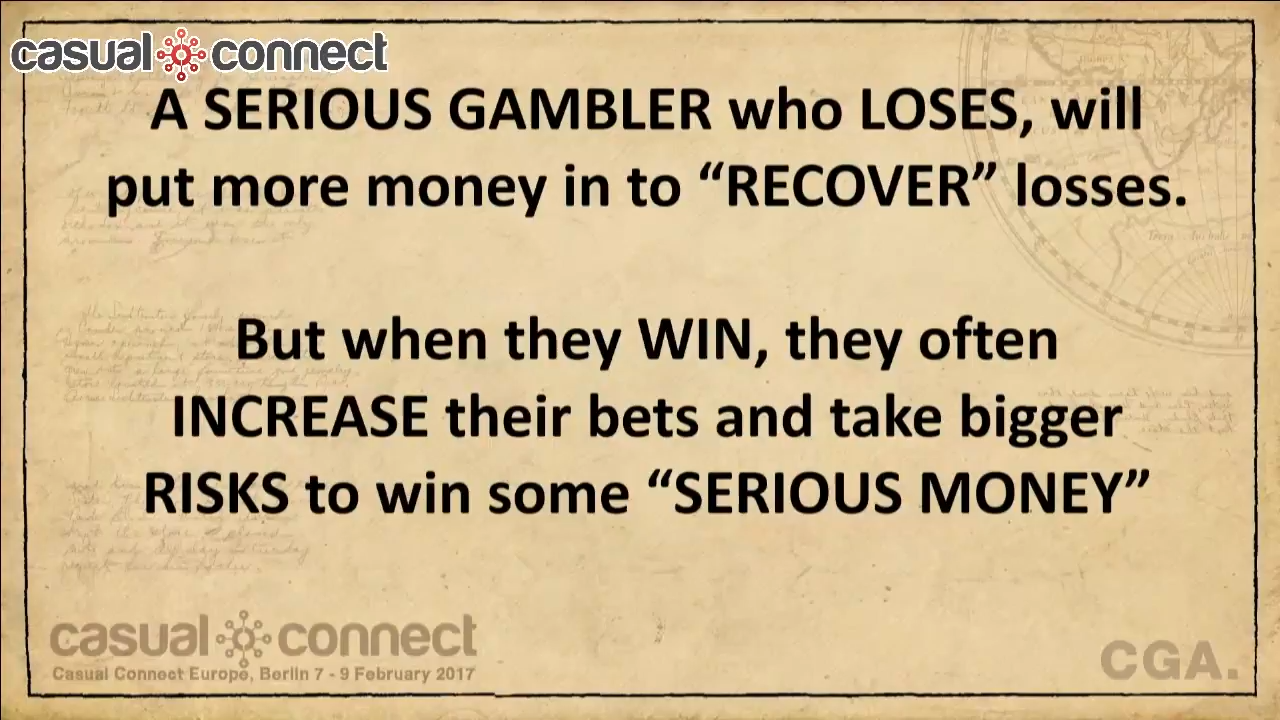 casual connect
A SERIOUS GAMBLER who LOSES, will
put more money in to “RECOVER” losses.
But when they WIN, they often
INCREASE their bets and take bigger
RISKS to win some “SERIOUS MONEY”
casual connect
Casual Connect Europe, Berlin 7 - 9 February 2017
CGA.